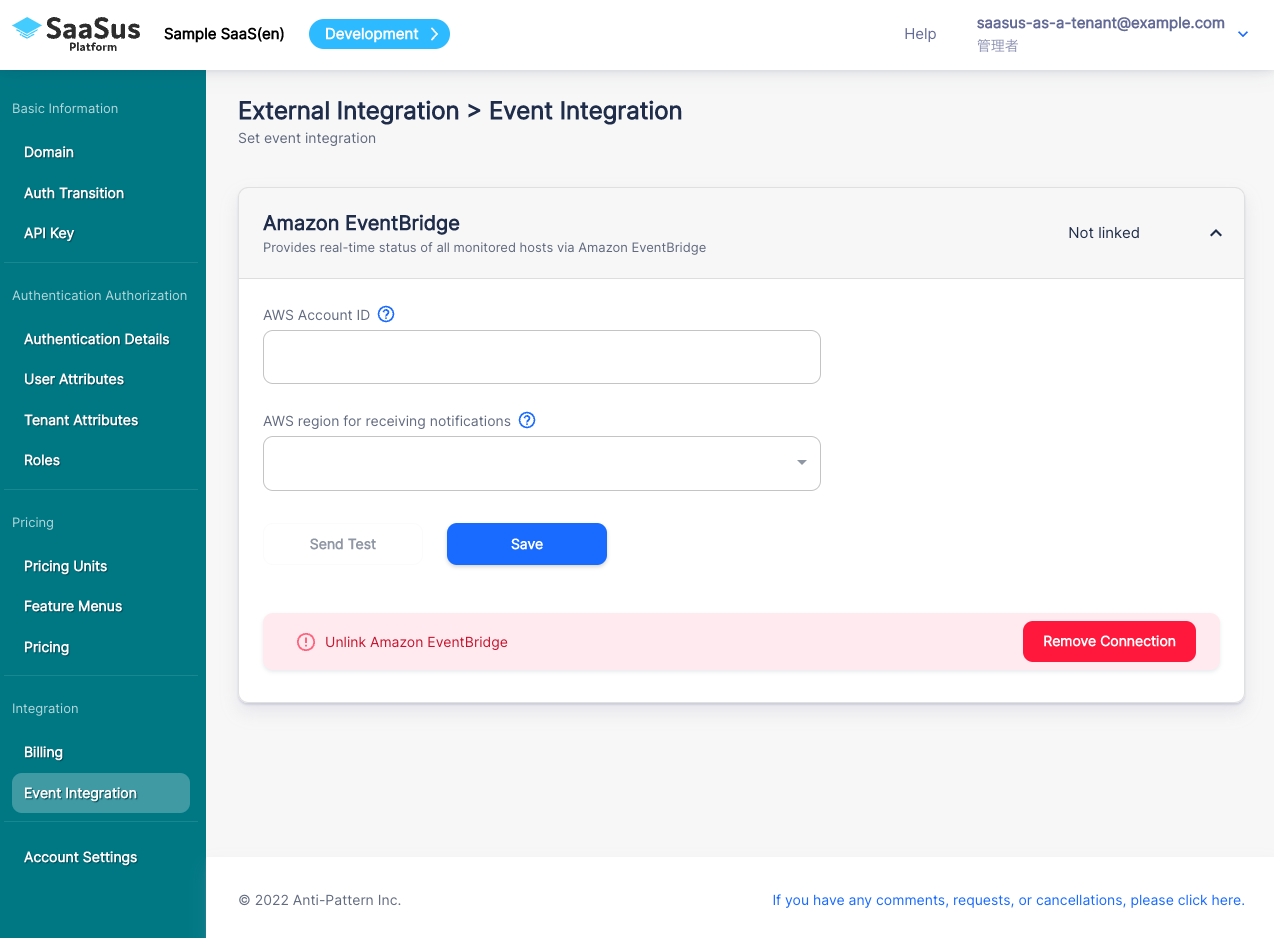 SaaSus
Platform
Sample SaaS(en)
Development
Help
saasus-as-a-tenant@example.com
管理者
Basic Information
Domain
Auth Transition
API Key
Authentication Authorization
Authentication Details
User Attributes
Tenant Attributes
Roles
Pricing
Pricing Units
Feature Menus
Pricing
Integration
Billing
Event Integration
Account Settings
External Integration > Event Integration
Set event integration
Amazon EventBridge
Provides real-time status of all monitored hosts via Amazon EventBridge
Not linked
AWS Account ID
AWS region for receiving notifications
Send Test
Save
Unlink Amazon EventBridge
Remove Connection
© 2022 Anti-Pattern Inc.
If you have any comments, requests, or cancellations, please click here.